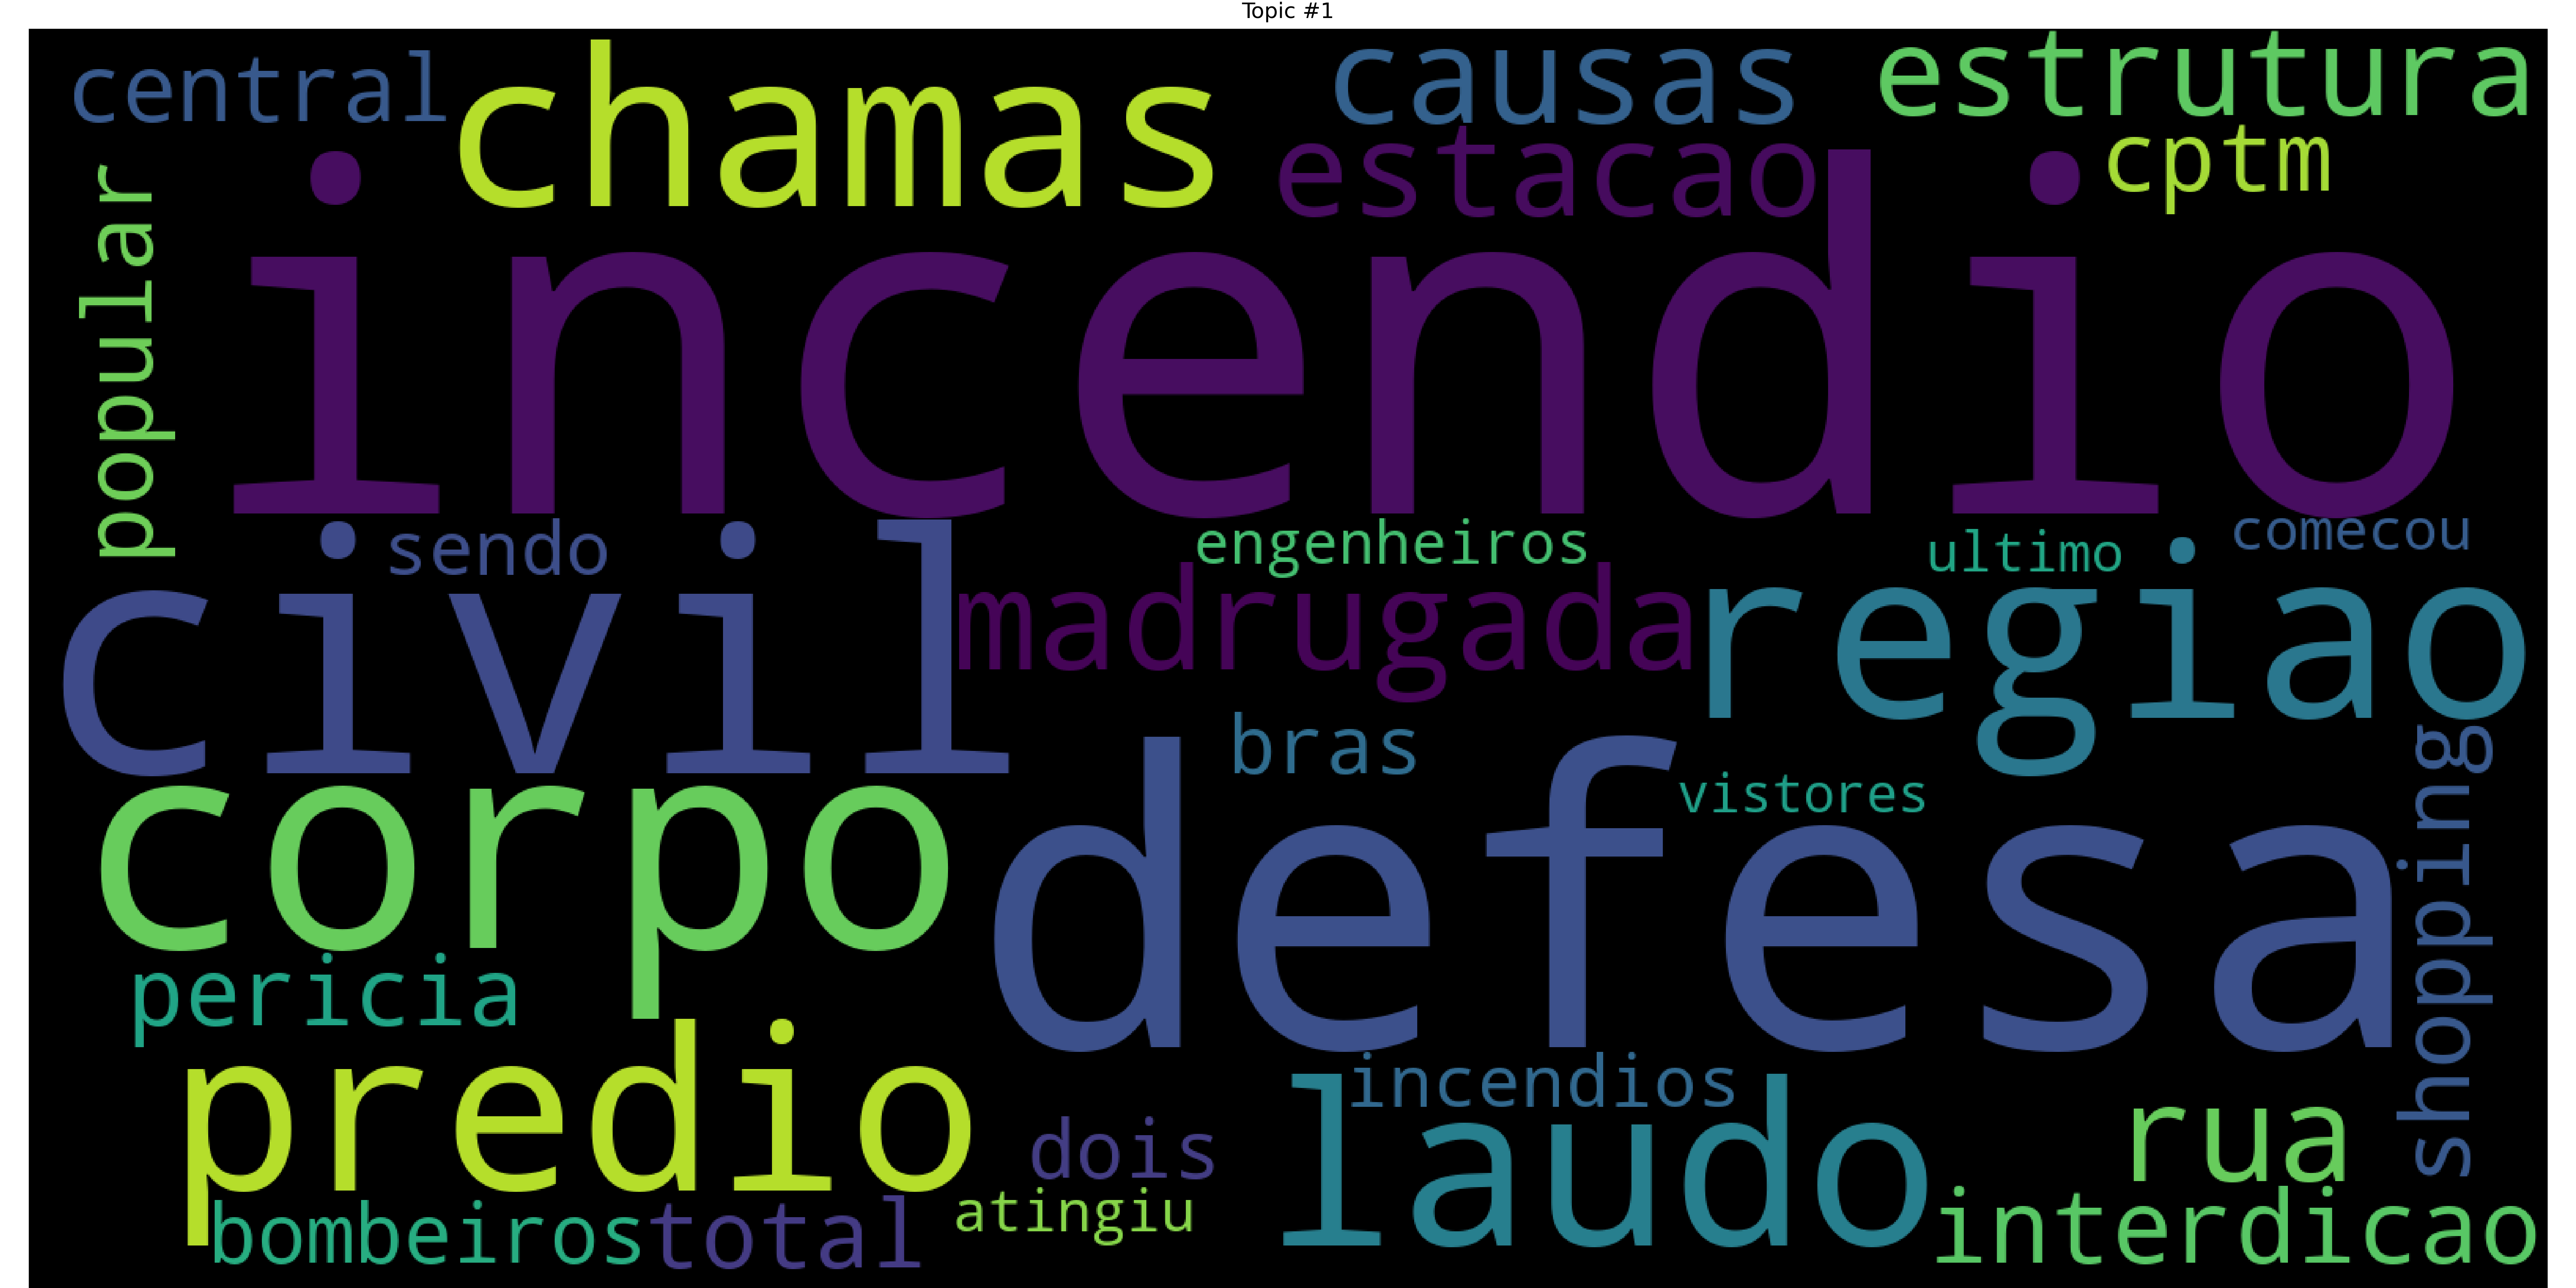 Topic #1
central
chamas
causas
estrutura
estacao
cptm
popular
incendio
sendo
engenheiros
ultimo
comecou
civil
madrugada
regiao
bras
shopping
vistores
corpo
defesa
pericia
predio
incendios
dois
laudo
rua
atingiu
bombeiros
total
interdicao